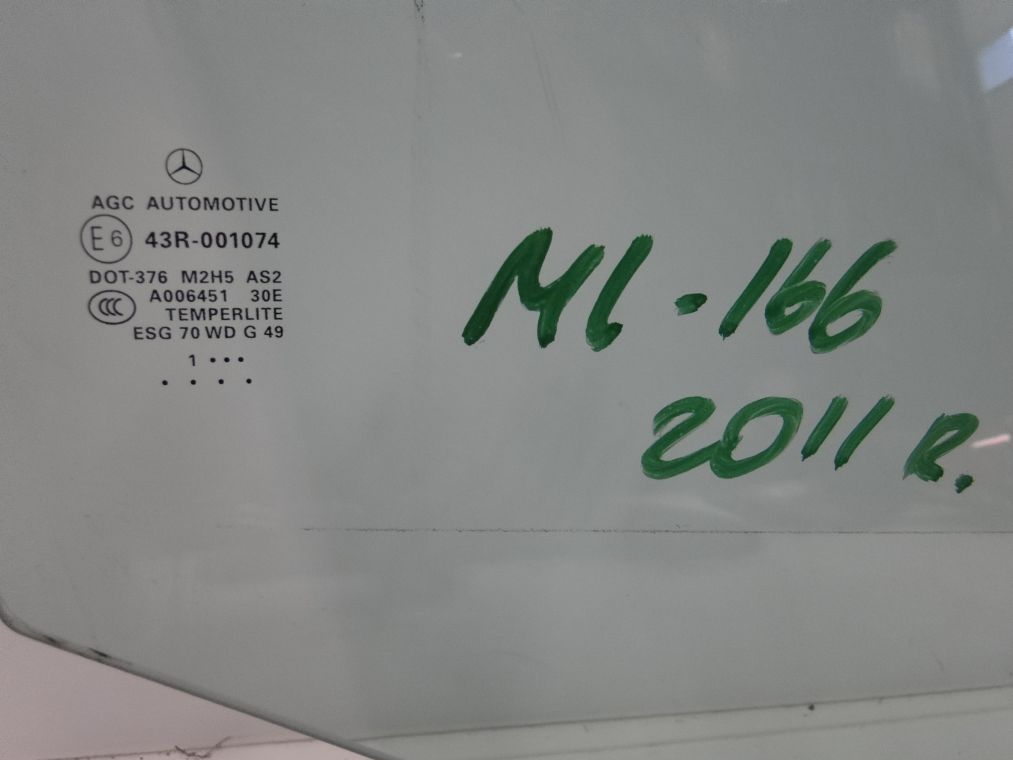 AGC AUTOMOTIVE
E6 43R-001074
DOT-376 M2H5 AS2
CCC A006451 30E
TEMPERLITE
ESG 70 WD G 49
1 • • •
• • • •
Ml-166
2011 R.